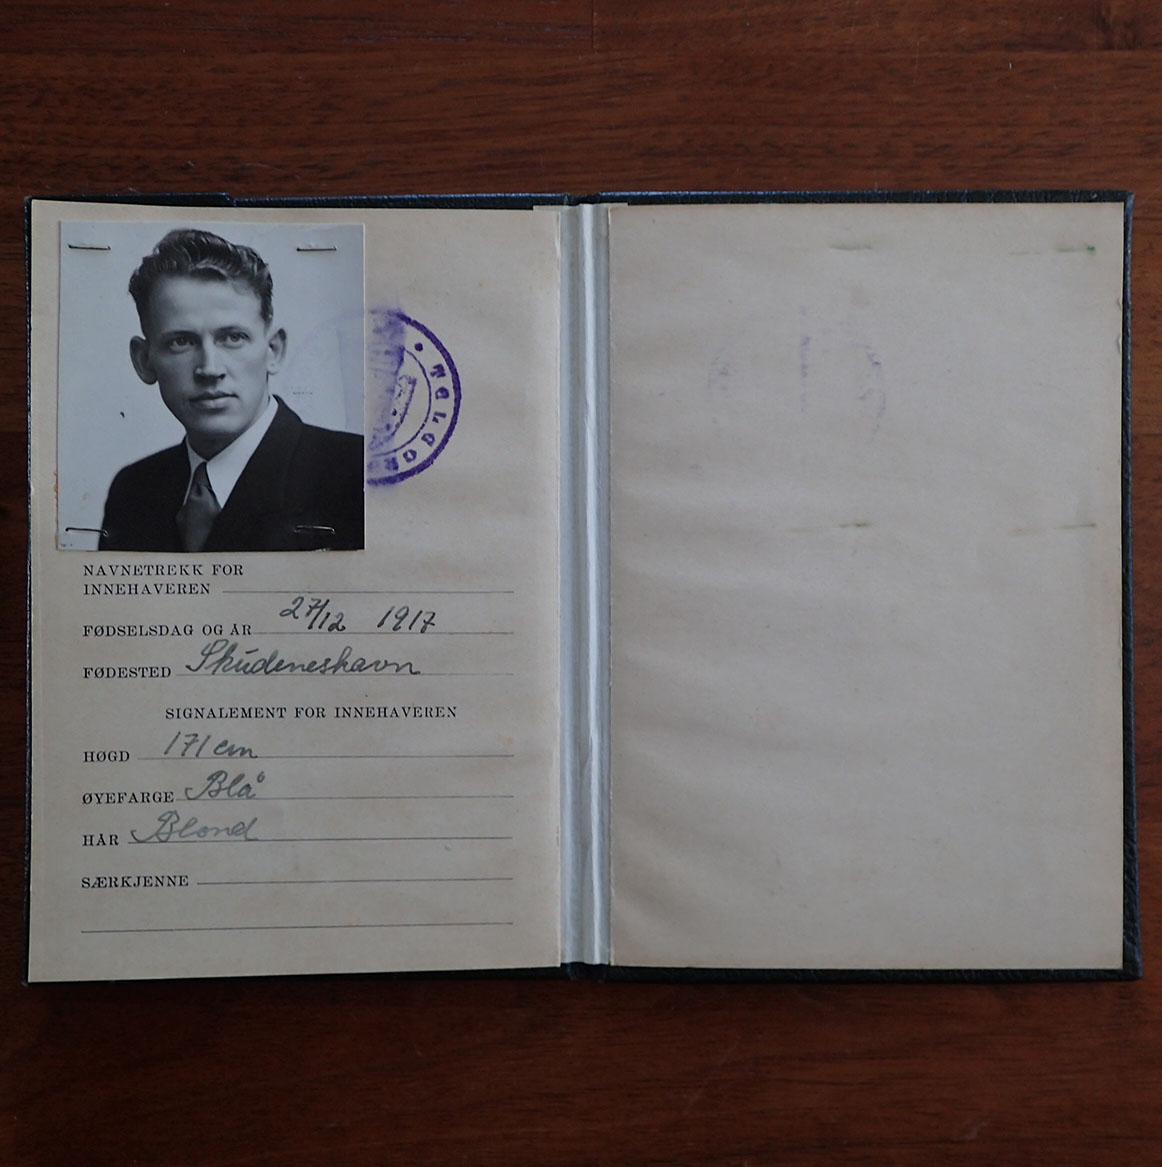 NAVNETREKK FOR
INNEHAVEREN
FØDSELSDAG OG ÅR 27/12 1917
FØDESTED Skudeneshavn
SIGNALEMENT FOR INNEHAVEREN
HØGD 171 cm
ØYEFARGE Blå
HÅR Blond
SÆRKJENNE